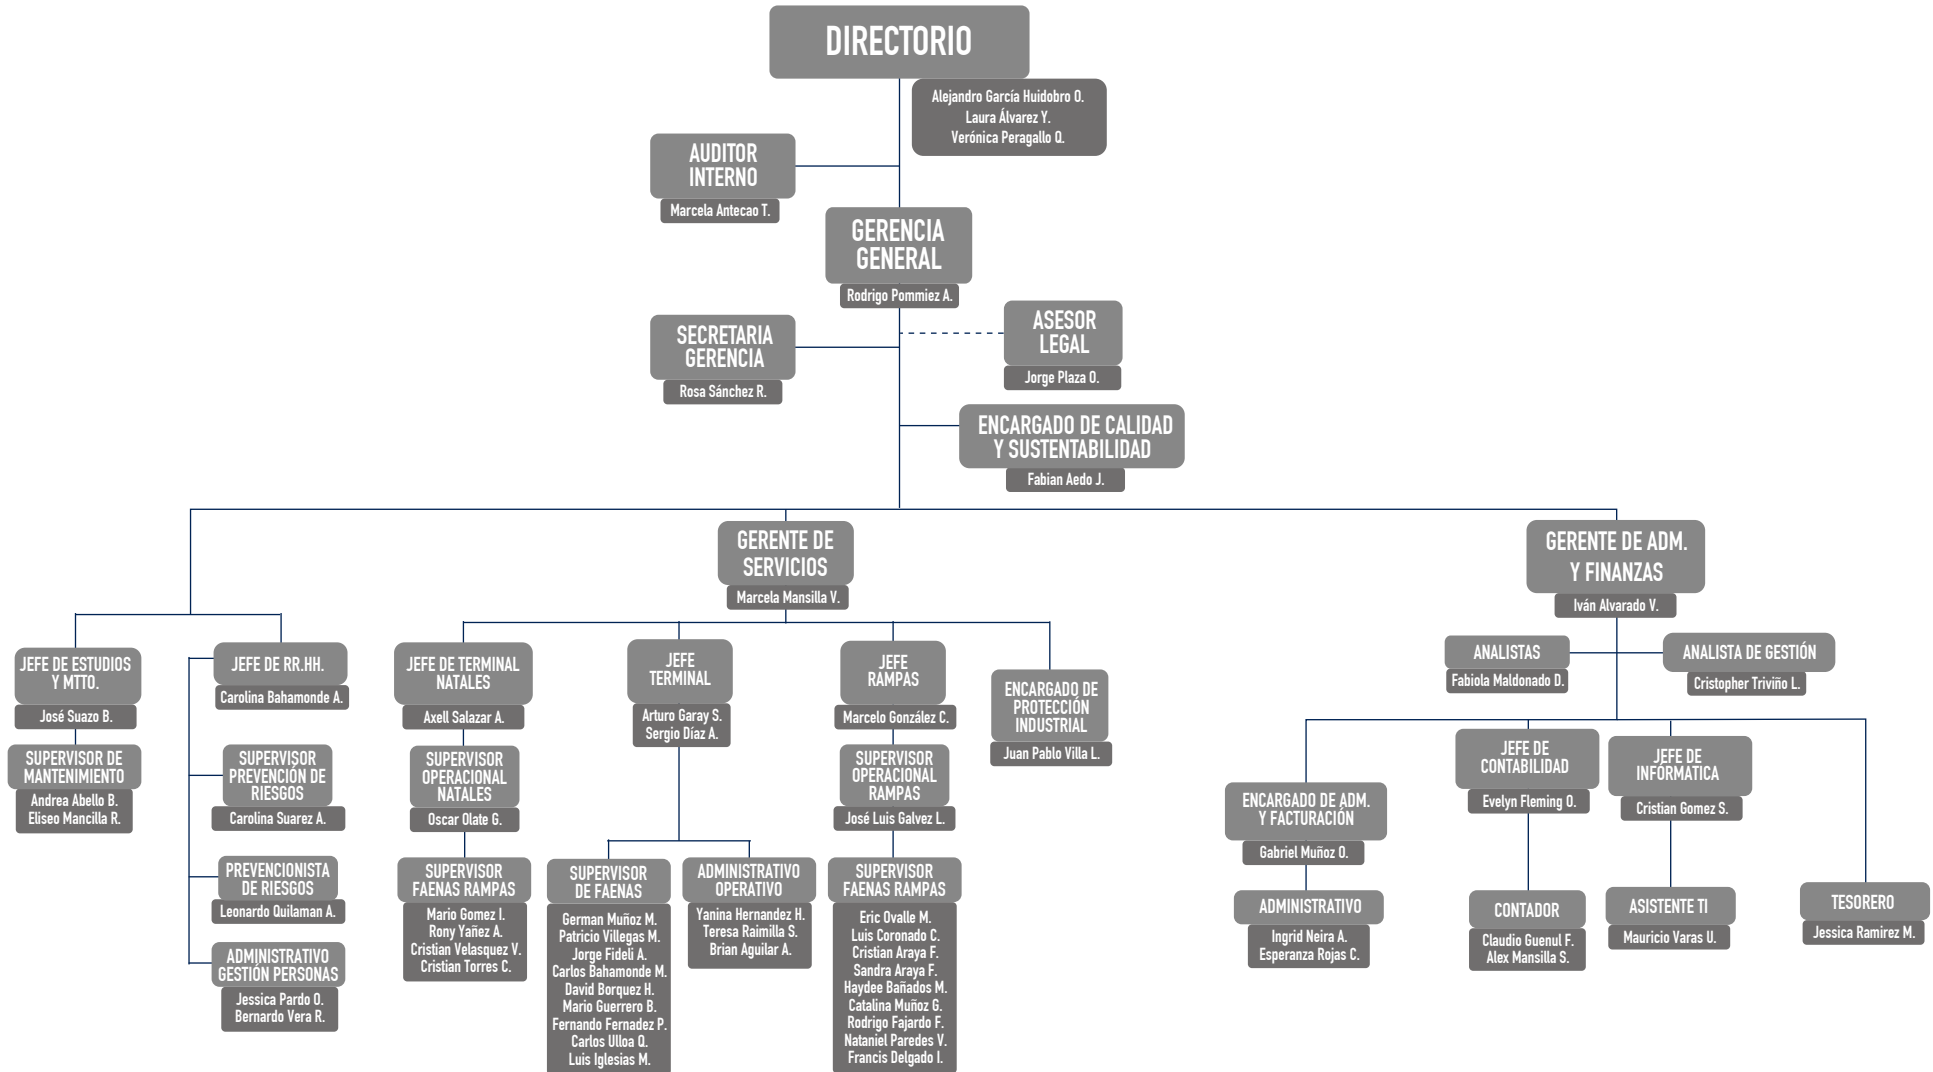 DIRECTORIO
Alejandro García Huidobro O.
Laura Álvarez Y.
Verónica Peragallo Q.
AUDITOR
INTERNO
Marcela Antecao T.
GERENCIA
GENERAL
Rodrigo Pommiez A.
SECRETARIA
GERENCIA
Rosa Sánchez R.
ASESOR
LEGAL
Jorge Plaza O.
ENCARGADO DE CALIDAD
Y SUSTENTABILIDAD
Fabian Aedo J.
GERENTE DE
SERVICIOS
Marcela Mansilla V.
GERENTE DE ADM.
Y FINANZAS
Iván Alvarado V.
JEFE DE ESTUDIOS
Y MTTO.
José Suazo B.
SUPERVISOR DE
MANTENIMIENTO
Andrea Abello B.
Eliseo Mancilla R.
JEFE DE RR.HH.
Carolina Bahamonde A.
SUPERVISOR
PREVENCIÓN DE
RIESGOS
Carolina Suarez A.
PREVENCIONISTA
DE RIESGOS
Leonardo Quilaman A.
ADMINISTRATIVO
GESTIÓN PERSONAS
Jessica Pardo O.
Bernardo Vera R.
JEFE DE TERMINAL
NATALES
Axell Salazar A.
SUPERVISOR
OPERACIONAL
NATALES
Oscar Olate G.
SUPERVISOR
FAENAS RAMPAS
Mario Gomez I.
Rony Yañez A.
Cristian Velasquez V.
Cristian Torres C.
JEFE
TERMINAL
Arturo Garay S.
Sergio Díaz A.
SUPERVISOR
DE FAENAS
German Muñoz M.
Patricio Villegas M.
Jorge Fideli A.
Carlos Bahamonde M.
David Borquez H.
Mario Guerrero B.
Fernando Fernadez P.
Carlos Ulloa Q.
Luis Iglesias M.
ADMINISTRATIVO
OPERATIVO
Yanina Hernandez H.
Teresa Raimilla S.
Brian Aguilar A.
JEFE
RAMPAS
Marcelo González C.
SUPERVISOR
OPERACIONAL
RAMPAS
José Luis Galvez L.
SUPERVISOR
FAENAS RAMPAS
Eric Ovalle M.
Luis Coronado C.
Cristian Araya F.
Sandra Araya F.
Haydee Bañados M.
Catalina Muñoz G.
Rodrigo Fajardo F.
Nataniel Paredes V.
Francis Delgado I.
ENCARGADO DE
PROTECCIÓN
INDUSTRIAL
Juan Pablo Villa L.
ANALISTAS
Fabiola Maldonado D.
ANALISTA DE GESTIÓN
Cristopher Triviño L.
ENCARGADO DE ADM.
Y FACTURACIÓN
Gabriel Muñoz O.
ADMINISTRATIVO
Ingrid Neira A.
Esperanza Rojas C.
JEFE DE
CONTABILIDAD
Evelyn Fleming O.
CONTADOR
Claudio Guenul F.
Alex Mansilla S.
JEFE DE
INFÓRMATICA
Cristian Gomez S.
ASISTENTE TI
Mauricio Varas U.
TESORERO
Jessica Ramirez M.